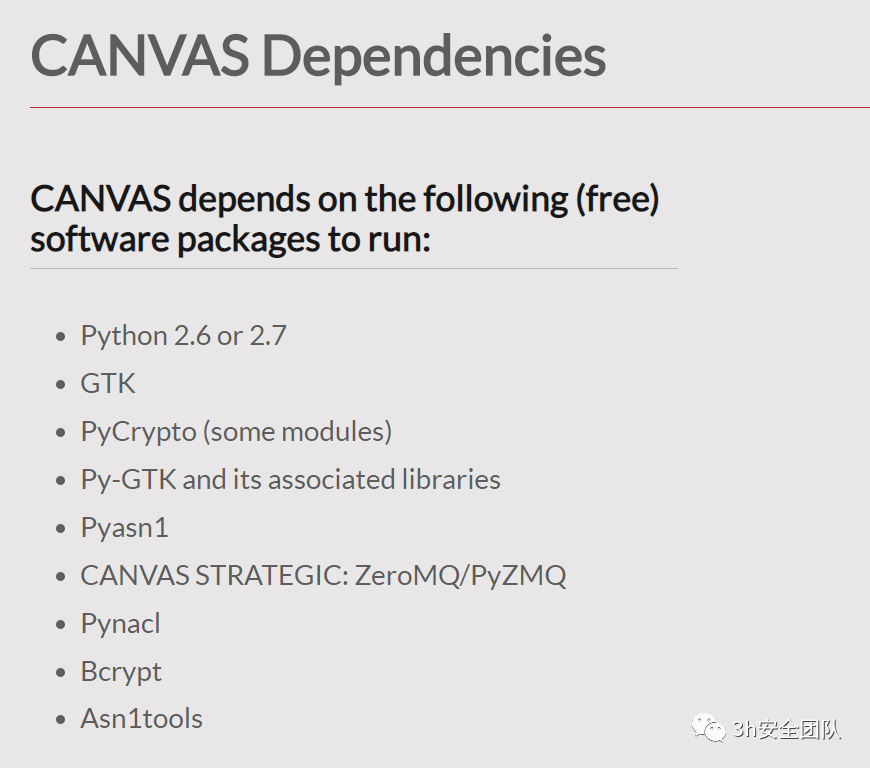 CANVAS Dependencies
CANVAS depends on the following (free)
software packages to run:
Python 2.6 or 2.7
GTK
PyCrypto (some modules)
Py-GTK and its associated libraries
Pyasn1
CANVAS STRATEGIC: ZeroMQ/PyZMQ
Pynacl
Bcrypt
Asn1tools
3h安全团队